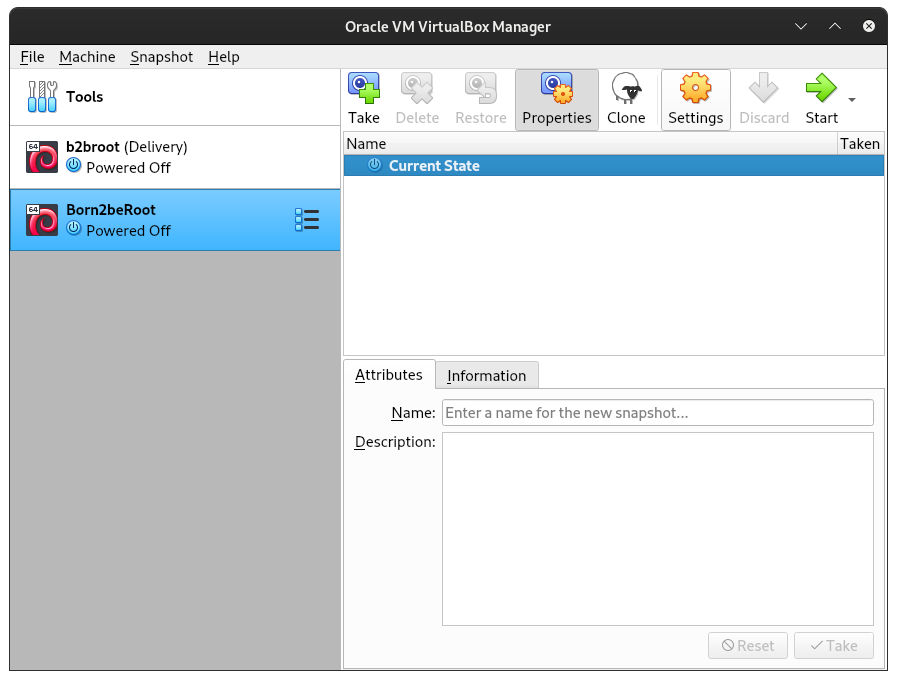 Oracle VM VirtualBox Manager
File Machine Snapshot Help
Tools
64
b2broot (Delivery)
Powered Off
64
Born2beRoot
Powered Off
Take Delete Restore Properties Clone Settings Discard Start
Name Taken
Current State
Attributes Information
Name: Enter a name for the new snapshot...
Description:
Reset Take